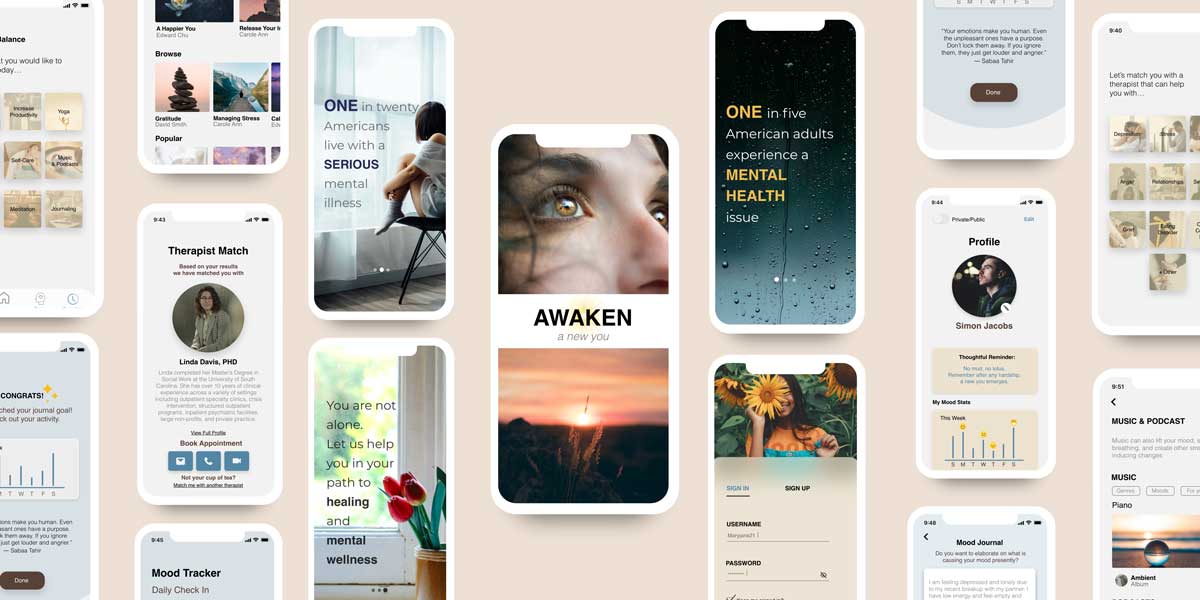 Balance
t you would like to
oday…
Increase
Productivity
Yoga
Self-Care
Music
& Podcasts
Meditation
Journaling
CONGRATS!
ched your journal goal!
ck out your activity.
T W T F S
otions make you human. Even
asant ones have a purpose.
them away. If you ignore
just get louder and angrier."
— Sabaa Tahir
Done
A Happier You
Edward Chu
Release Your I
Carole Ann
Browse
Gratitude
David Smith
Managing Stress
Carole Ann
Cal
Popular
9:43
Therapist Match
Based on your results
we have matched you with
Linda Davis, PHD
Linda completed her Master's Degree in
Social Work at the University of South
Carolina. She has over 10 years of clinical
experience across a variety of settings
including outpatient specialty clinics, crisis
intervention, structured outpatient
programs, inpatient psychiatric facilities,
large non-profits, and private practice.
View Full Profile
Book Appointment
Not your cup of tea?
Match me with another therapist
9:45
Mood Tracker
Daily Check In
ONE in twenty
Americans
live with a
SERIOUS
mental
illness
You are not
alone.
Let us help
you in your
path to
healing
and
mental
wellness
AWAKEN
a new you
ONE in five
American adults
experience a
MENTAL
HEALTH
issue
SIGN IN
SIGN UP
USERNAME
Maryana21
PASSWORD
S M T W T F S
"Your emotions make you human. Even
the unpleasant ones have a purpose.
Don't lock them away. If you ignore
them, they just get louder and angrier."
— Sabaa Tahir
Done
9:44
Private/Public
Edit
Profile
Simon Jacobs
Thoughtful Reminder:
No mud, no lotus.
Remember after any hardship,
a new you emerges.
My Mood Stats
This Week
S M T W T F S
9:48
Mood Journal
Do you want to elaborate on what is
causing your mood presently?
I am feeling depressed and lonely due
to my recent breakup with my partner. I
have low energy and feel empty and
9:40
Let's match you with a
therapist that can help
you with…
Depression
Stress
Anger
Relationships
Se
Grief
Eating
Disorder
+ Other
9:51
MUSIC & PODCAST
Music can also lift your mood, s
breathing, and create other stre
inducing changes
MUSIC
Genres
Moods
For y
Piano
Ambient
Album